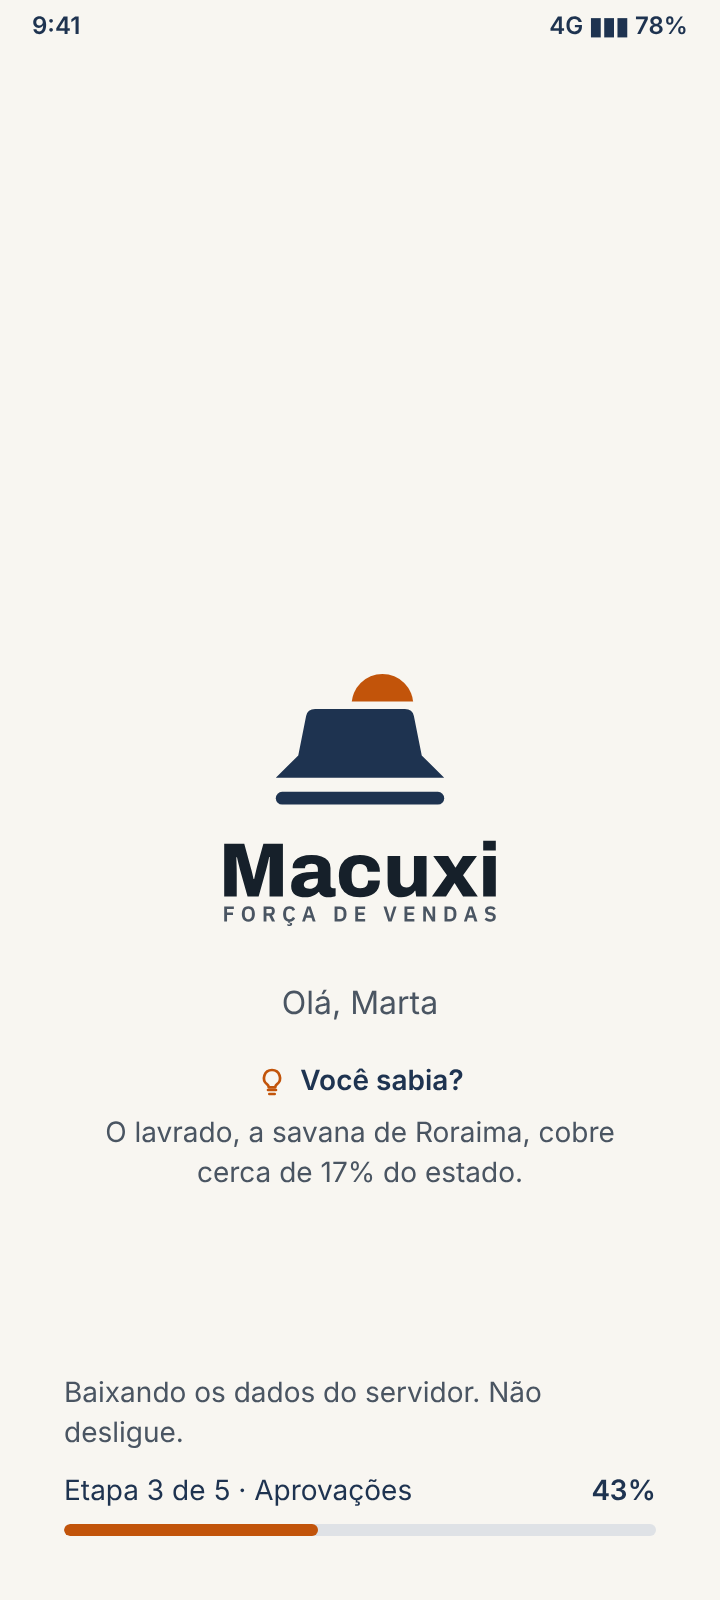 9:41
4G 78%
Macuxi
FORÇA DE VENDAS
Olá, Marta
Você sabia?
O lavrado, a savana de Roraima, cobre
cerca de 17% do estado.
Baixando os dados do servidor. Não
desligue.
Etapa 3 de 5 · Aprovações 43%